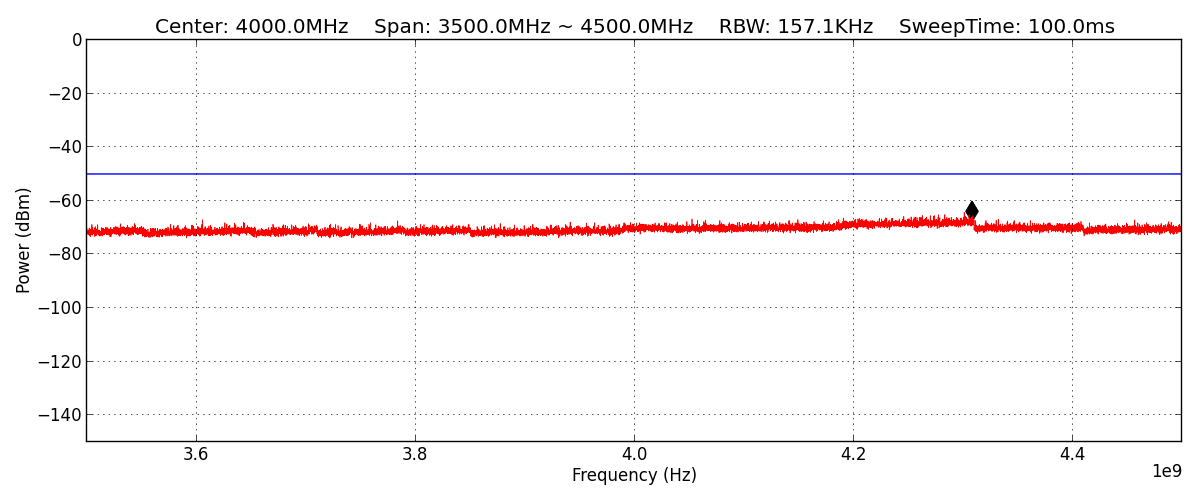 Center: 4000.0MHz    Span: 3500.0MHz ~ 4500.0MHz    RBW: 157.1KHz    SweepTime: 100.0ms
0
−20
−40
−60
−80
−100
−120
−140
Power (dBm)
3.6 3.8 4.0 4.2 4.4
1e9
Frequency (Hz)